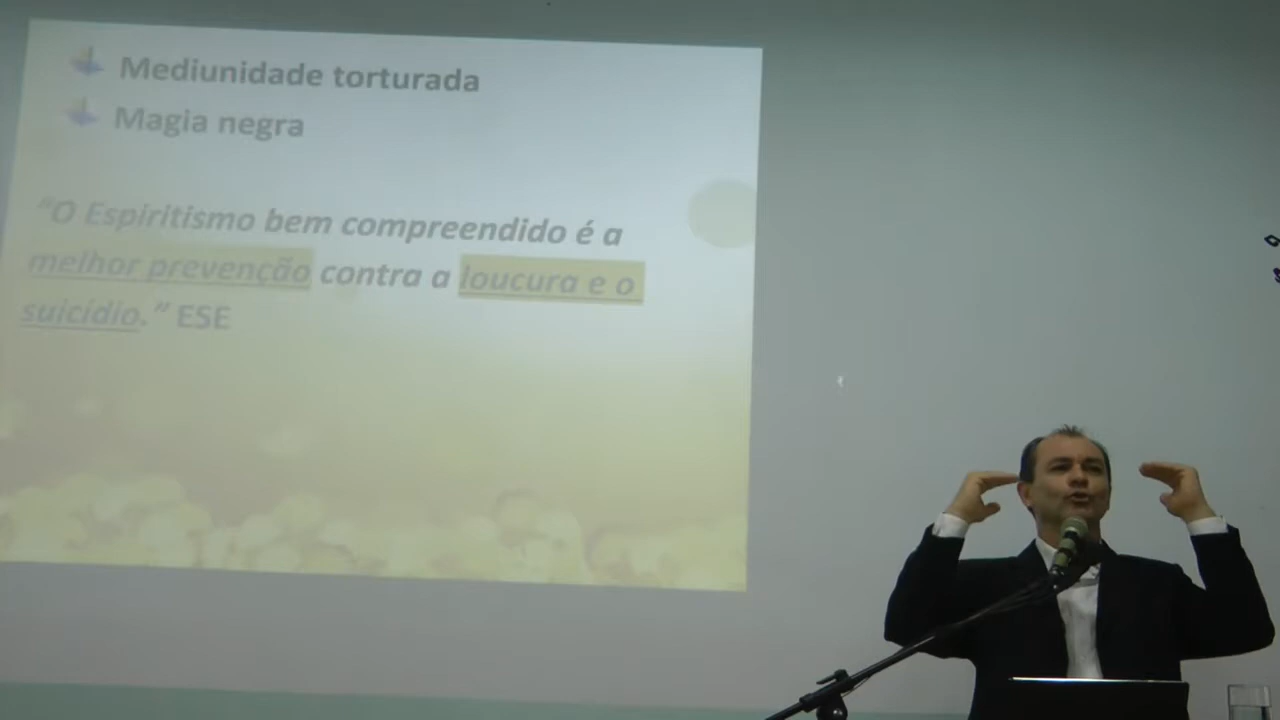 Mediunidade torturada
Magia negra
“O Espiritismo bem compreendido é a
melhor prevenção contra a loucura e o
suicídio.” ESE